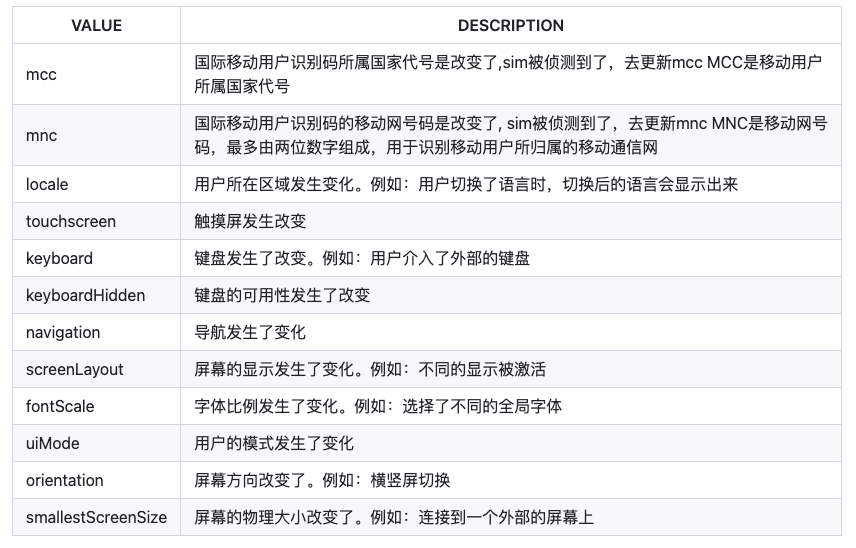 VALUE DESCRIPTION
mcc 国际移动用户识别码所属国家代号是改变了,sim被侦测到了，去更新mcc MCC是移动用户
所属国家代号
mnc 国际移动用户识别码的移动网号码是改变了, sim被侦测到了，去更新mnc MNC是移动网号
码，最多由两位数字组成，用于识别移动用户所归属的移动通信网
locale 用户所在区域发生变化。例如：用户切换了语言时，切换后的语言会显示出来
touchscreen 触摸屏发生改变
keyboard 键盘发生了改变。例如：用户介入了外部的键盘
keyboardHidden 键盘的可用性发生了改变
navigation 导航发生了变化
screenLayout 屏幕的显示发生了变化。例如：不同的显示被激活
fontScale 字体比例发生了变化。例如：选择了不同的全局字体
uiMode 用户的模式发生了变化
orientation 屏幕方向改变了。例如：横竖屏切换
smallestScreenSize 屏幕的物理大小改变了。例如：连接到一个外部的屏幕上